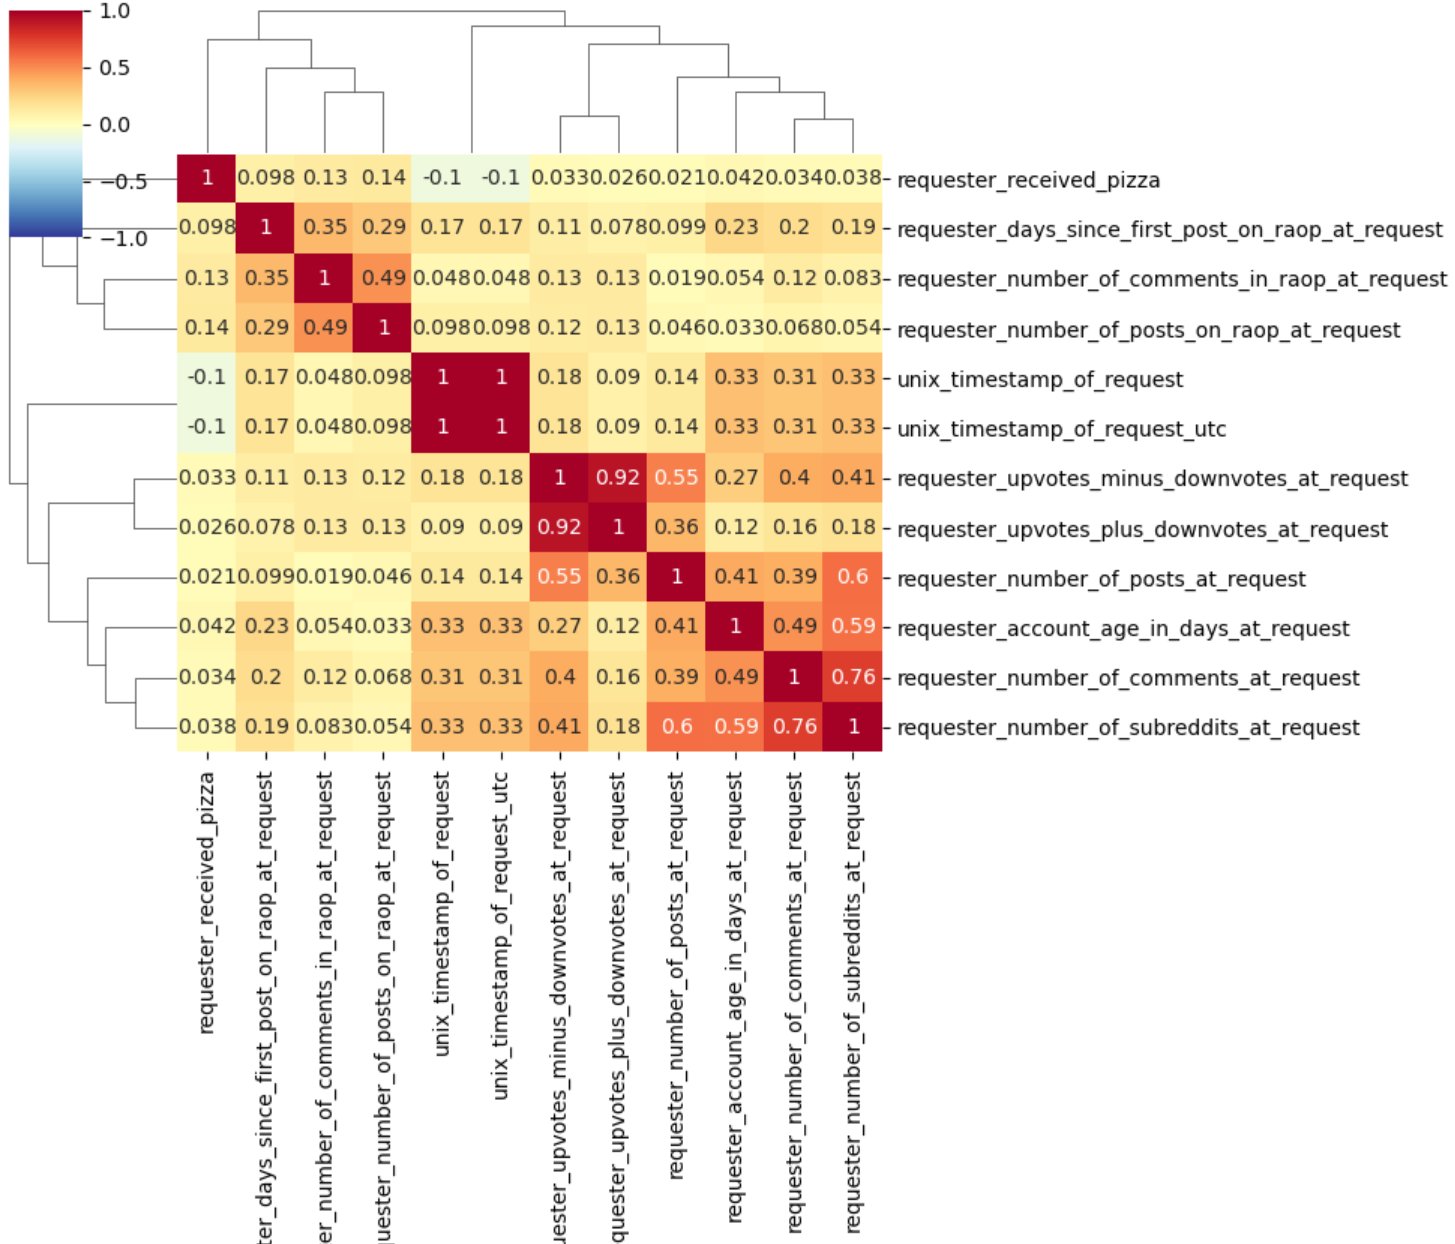 1.0
0.5
0.0
−0.5
−1.0
1 0.098 0.13 0.14 -0.1 -0.1 0.033 0.026 0.021 0.042 0.034 0.038 requester_received_pizza
0.098 1 0.35 0.29 0.17 0.17 0.11 0.078 0.099 0.23 0.2 0.19 requester_days_since_first_post_on_raop_at_request
0.13 0.35 1 0.49 0.048 0.048 0.13 0.13 0.019 0.054 0.12 0.083 requester_number_of_comments_in_raop_at_request
0.14 0.29 0.49 1 0.098 0.098 0.12 0.13 0.046 0.033 0.068 0.054 requester_number_of_posts_on_raop_at_request
-0.1 0.17 0.048 0.098 1 1 0.18 0.09 0.14 0.33 0.31 0.33 unix_timestamp_of_request
-0.1 0.17 0.048 0.098 1 1 0.18 0.09 0.14 0.33 0.31 0.33 unix_timestamp_of_request_utc
0.033 0.11 0.13 0.12 0.18 0.18 1 0.92 0.55 0.27 0.4 0.41 requester_upvotes_minus_downvotes_at_request
0.026 0.078 0.13 0.13 0.09 0.09 0.92 1 0.36 0.12 0.16 0.18 requester_upvotes_plus_downvotes_at_request
0.021 0.099 0.019 0.046 0.14 0.14 0.55 0.36 1 0.41 0.39 0.6 requester_number_of_posts_at_request
0.042 0.23 0.054 0.033 0.33 0.33 0.27 0.12 0.41 1 0.49 0.59 requester_account_age_in_days_at_request
0.034 0.2 0.12 0.068 0.31 0.31 0.4 0.16 0.39 0.49 1 0.76 requester_number_of_comments_at_request
0.038 0.19 0.083 0.054 0.33 0.33 0.41 0.18 0.6 0.59 0.76 1 requester_number_of_subreddits_at_request
requester_received_pizza
ter_days_since_first_post_on_raop_at_request
er_number_of_comments_in_raop_at_request
quester_number_of_posts_on_raop_at_request
unix_timestamp_of_request
unix_timestamp_of_request_utc
uester_upvotes_minus_downvotes_at_request
quester_upvotes_plus_downvotes_at_request
requester_number_of_posts_at_request
requester_account_age_in_days_at_request
requester_number_of_comments_at_request
requester_number_of_subreddits_at_request